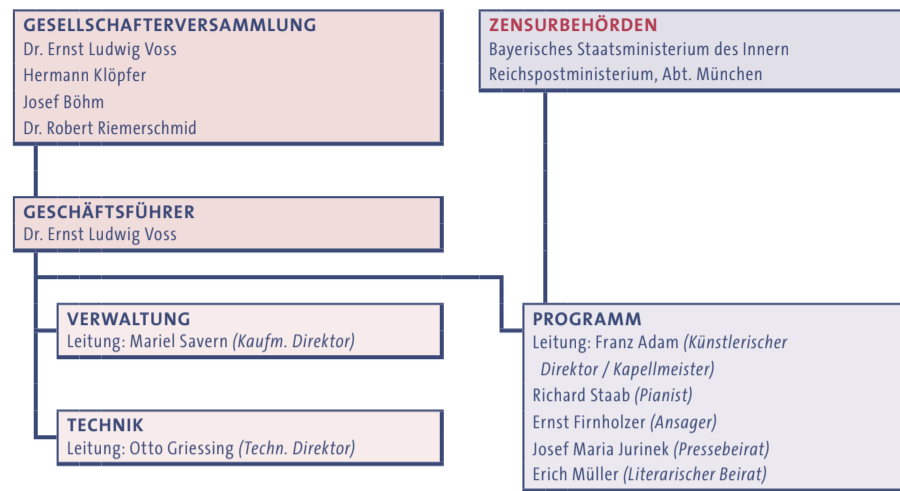 GESELLSCHAFTERVERSAMMLUNG
Dr. Ernst Ludwig Voss
Hermann Klöpfer
Josef Böhm
Dr. Robert Riemerschmid
ZENSURBEHÖRDEN
Bayerisches Staatsministerium des Innern
Reichspostministerium, Abt. München
GESCHÄFTSFÜHRER
Dr. Ernst Ludwig Voss
VERWALTUNG
Leitung: Mariel Savern (Kaufm. Direktor)
TECHNIK
Leitung: Otto Griessing (Techn. Direktor)
PROGRAMM
Leitung: Franz Adam (Künstlerischer
Direktor / Kapellmeister)
Richard Staab (Pianist)
Ernst Firnholzer (Ansager)
Josef Maria Jurinek (Pressebeirat)
Erich Müller (Literarischer Beirat)